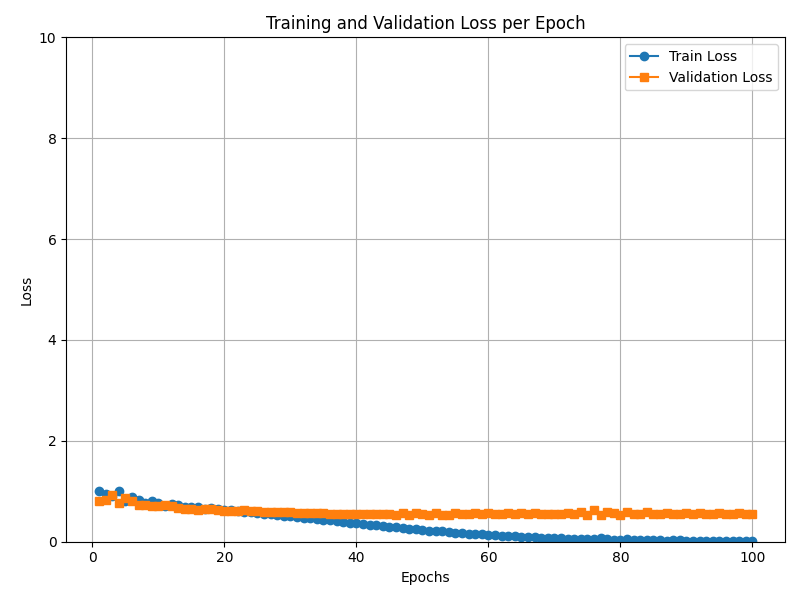 Training and Validation Loss per Epoch
Train Loss
Validation Loss
10
8
6
4
2
0
Loss
0 20 40 60 80 100
Epochs